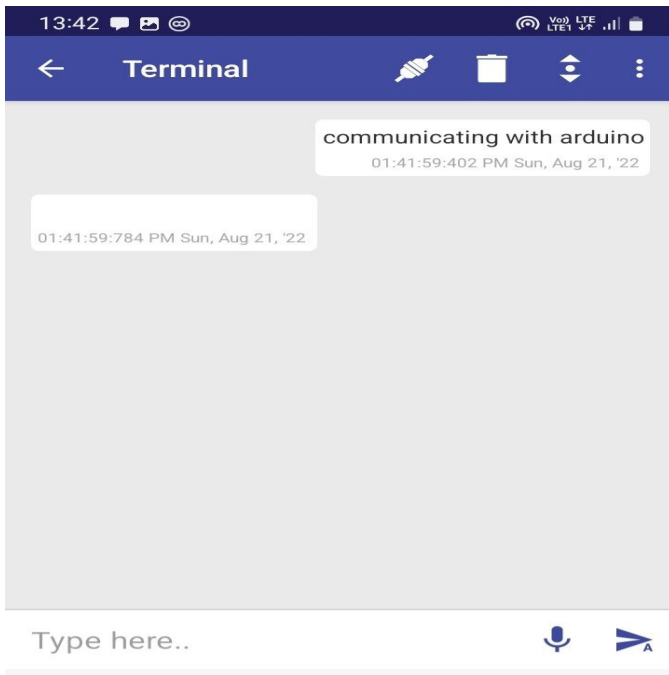 13:42
Vo) LTE
LTE1
Terminal
communicating with arduino
01:41:59:402 PM Sun, Aug 21, '22
01:41:59:784 PM Sun, Aug 21, '22
Type here..
A